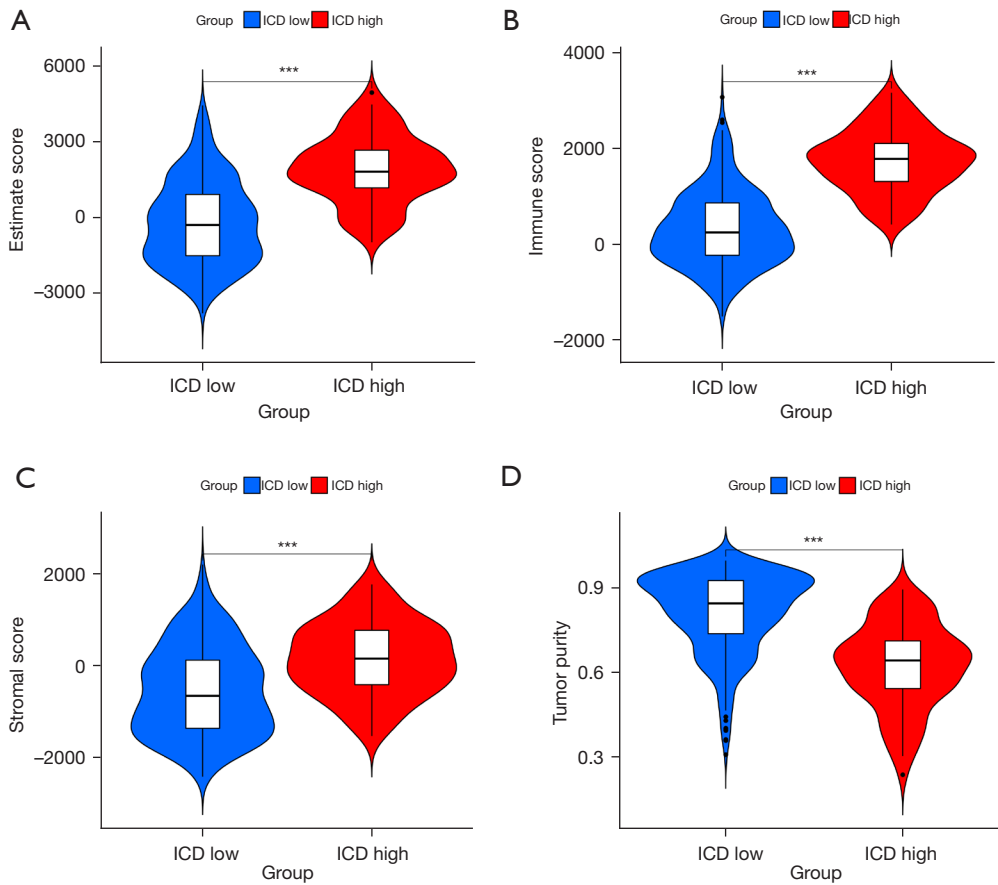 A
Group ICD low ICD high
Estimate score
6000
3000
0
–3000
***
ICD low ICD high
Group
B
Group ICD low ICD high
Immune score
4000
2000
0
–2000
***
ICD low ICD high
Group
C
Group ICD low ICD high
Stromal score
2000
0
–2000
***
ICD low ICD high
Group
D
Group ICD low ICD high
Tumor purity
0.9
0.6
0.3
***
ICD low ICD high
Group